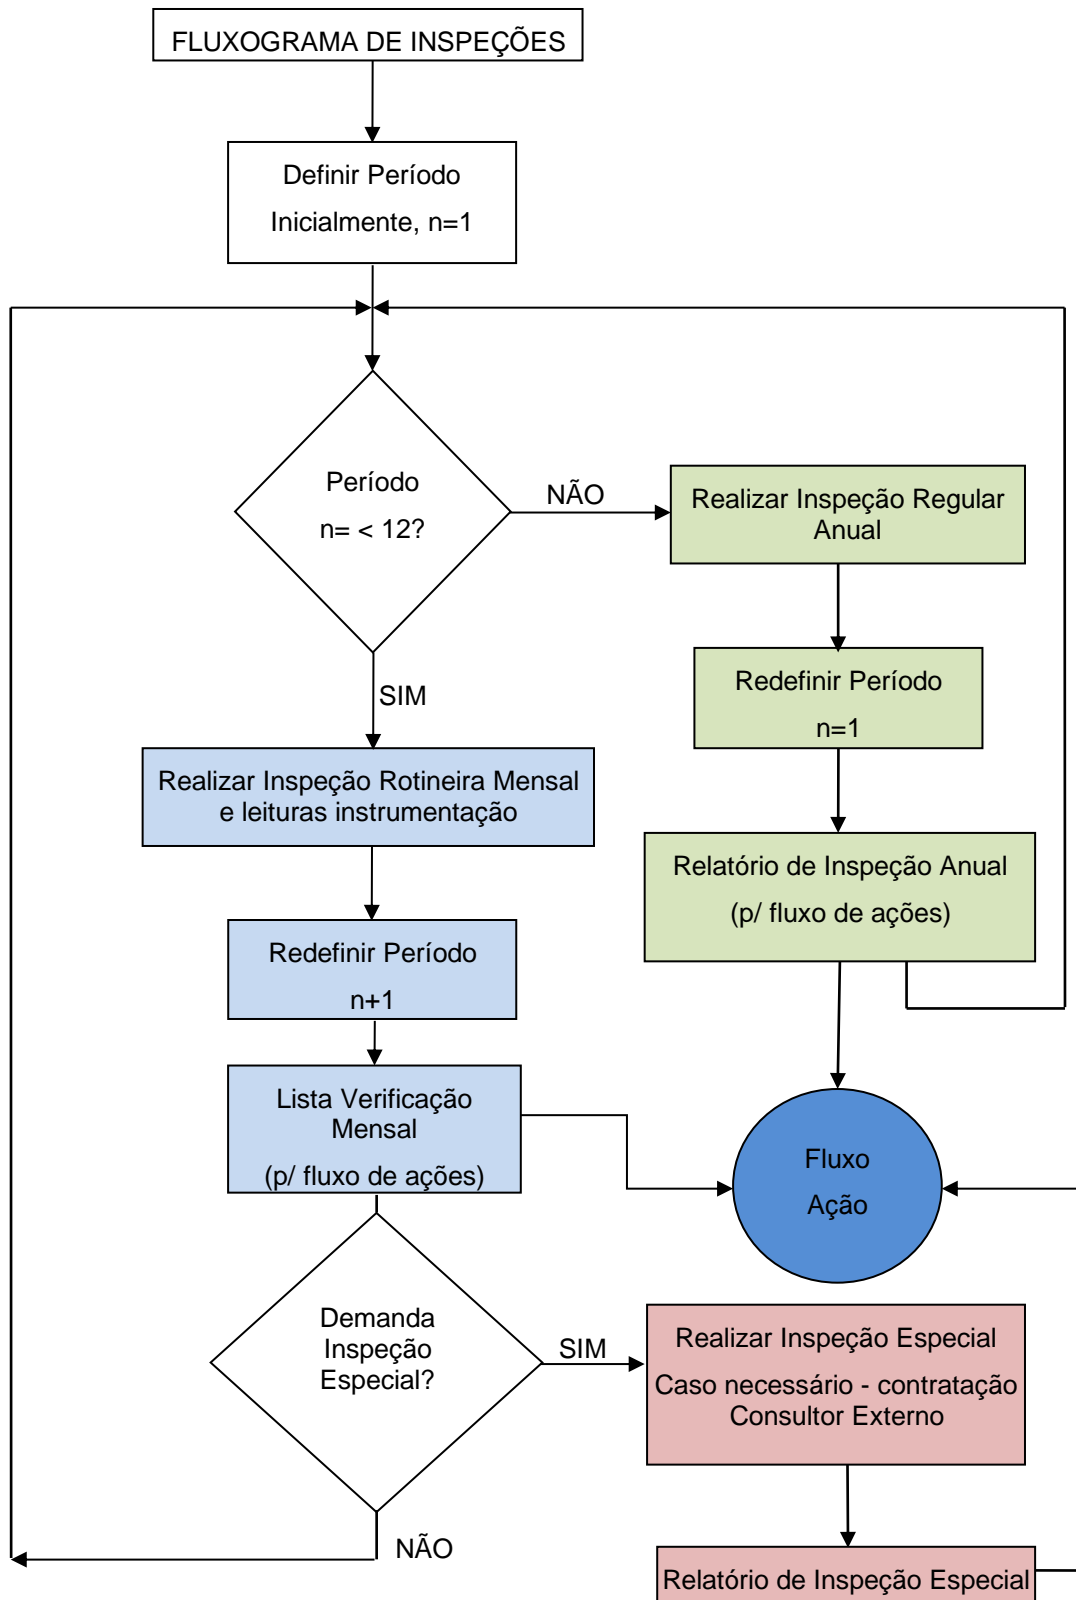 FLUXOGRAMA DE INSPEÇÕES
Definir Período
Inicialmente, n=1
Período
n= < 12?
NÃO
Realizar Inspeção Regular
Anual
Redefinir Período
n=1
SIM
Realizar Inspeção Rotineira Mensal
e leituras instrumentação
Relatório de Inspeção Anual
(p/ fluxo de ações)
Redefinir Período
n+1
Lista Verificação
Mensal
(p/ fluxo de ações)
Fluxo
Ação
Demanda
Inspeção
Especial?
SIM
Realizar Inspeção Especial
Caso necessário - contratação
Consultor Externo
NÃO
Relatório de Inspeção Especial